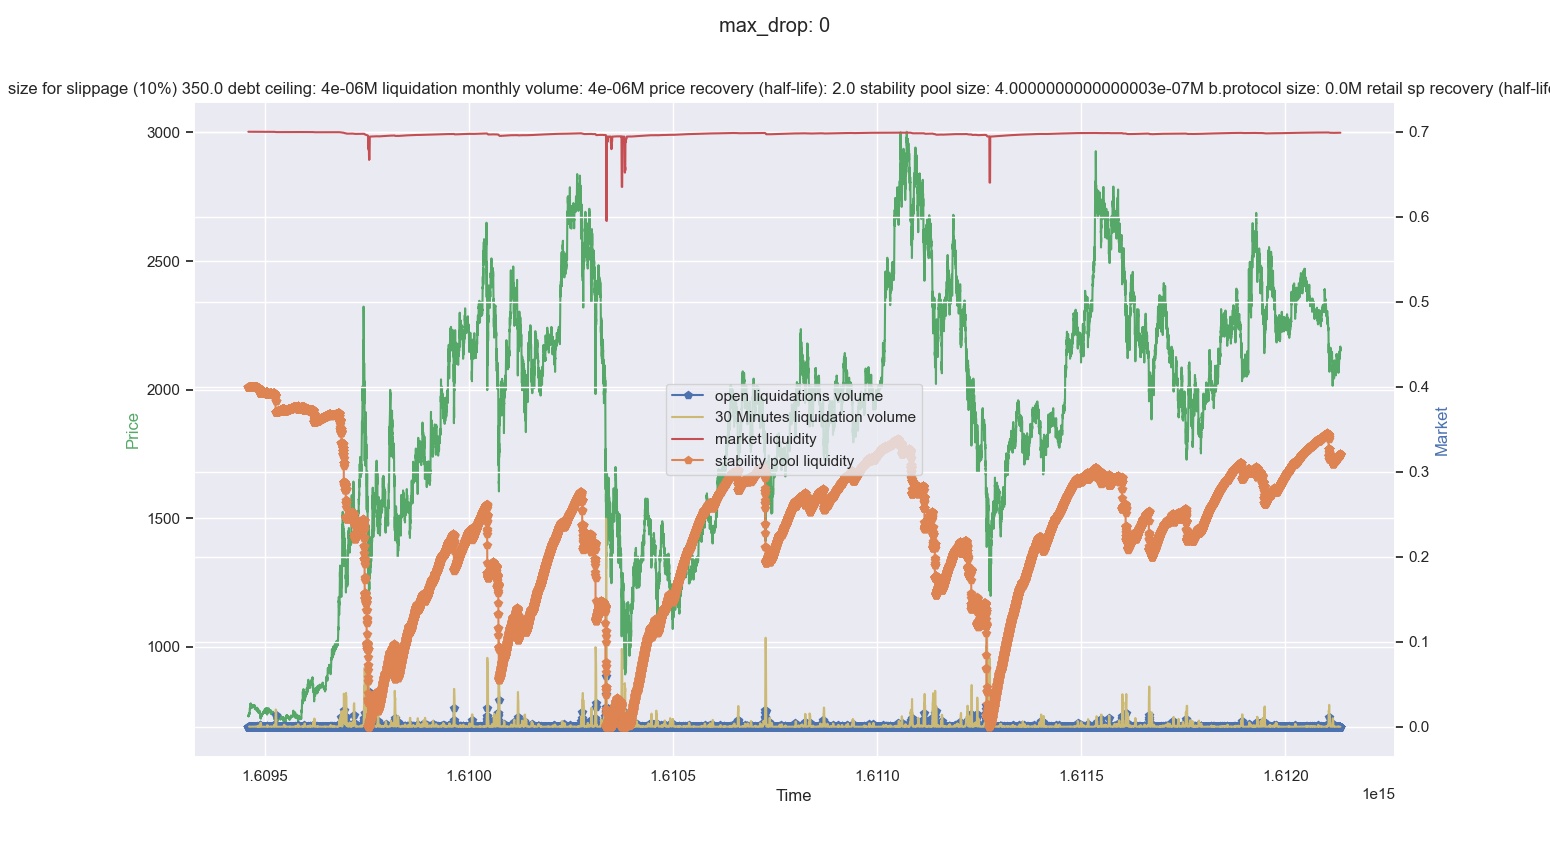 max_drop: 0
size for slippage (10%) 350.0 debt ceiling: 4e-06M liquidation monthly volume: 4e-06M price recovery (half-life): 2.0 stability pool size: 4.0000000000000003e-07M b.protocol size: 0.0M retail sp recovery (half-life
3000
2500
2000
1500
1000
Price
0.7
0.6
0.5
0.4
0.3
0.2
0.1
0.0
Market
open liquidations volume
30 Minutes liquidation volume
market liquidity
stability pool liquidity
1.6095
1.6100
1.6105
1.6110
1.6115
1.6120
Time
1e15